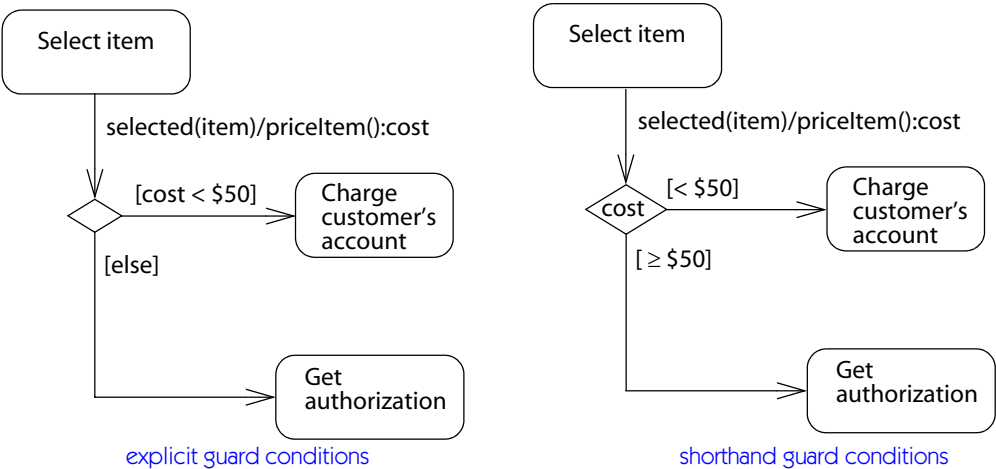 Select item
selected(item)/priceItem():cost
[cost < $50]
Charge
customer's
account
[else]
Get
authorization
explicit guard conditions
Select item
selected(item)/priceItem():cost
cost
[< $50]
Charge
customer's
account
[ ≥ $50]
Get
authorization
shorthand guard conditions